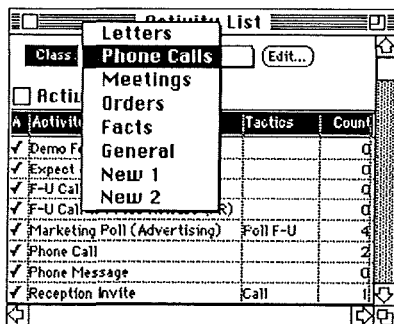 Activity List
Letters
Class: Phone Calls Edit...
Meetings
Activ
Orders
A Activit Tactics Count
Facts
Demo F 0
General
Expect 0
New 1
F-U Cal 0
New 2
F-U Cal R) 0
Marketing Poll (Advertising) Poll F-U 4
Phone Call 2
Phone Message 0
Reception Invite Call 1